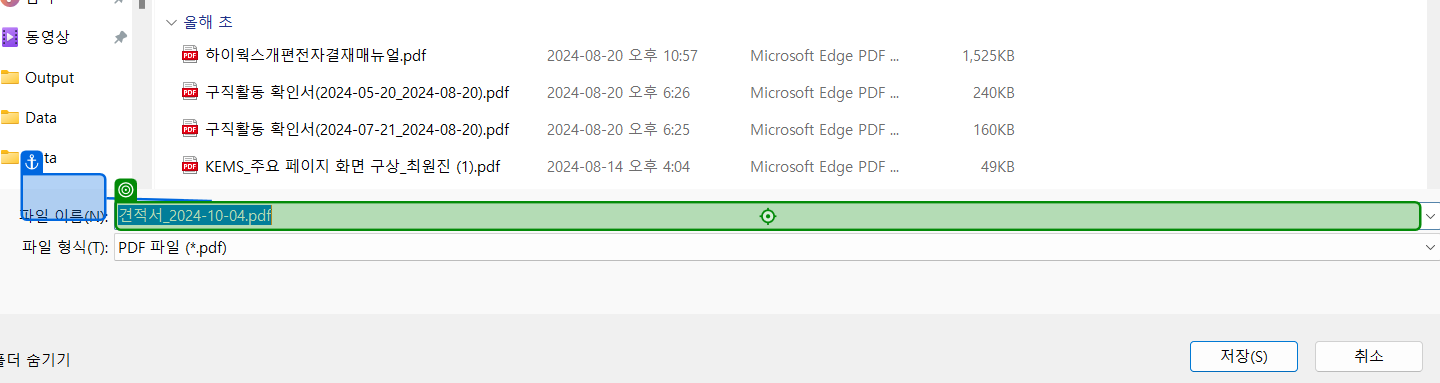 올해 초
동영상
하이웍스개편전자결재매뉴얼.pdf 2024-08-20 오후 10:57 Microsoft Edge PDF ... 1,525KB
Output
구직활동 확인서(2024-05-20_2024-08-20).pdf 2024-08-20 오후 6:26 Microsoft Edge PDF ... 240KB
Data
구직활동 확인서(2024-07-21_2024-08-20).pdf 2024-08-20 오후 6:25 Microsoft Edge PDF ... 160KB
KEMS_주요 페이지 화면 구상_최원진 (1).pdf 2024-08-14 오후 4:04 Microsoft Edge PDF ... 49KB
파일 이름(N): 견적서_2024-10-04.pdf
파일 형식(T): PDF 파일 (*.pdf)
숨기기
저장(S) 취소